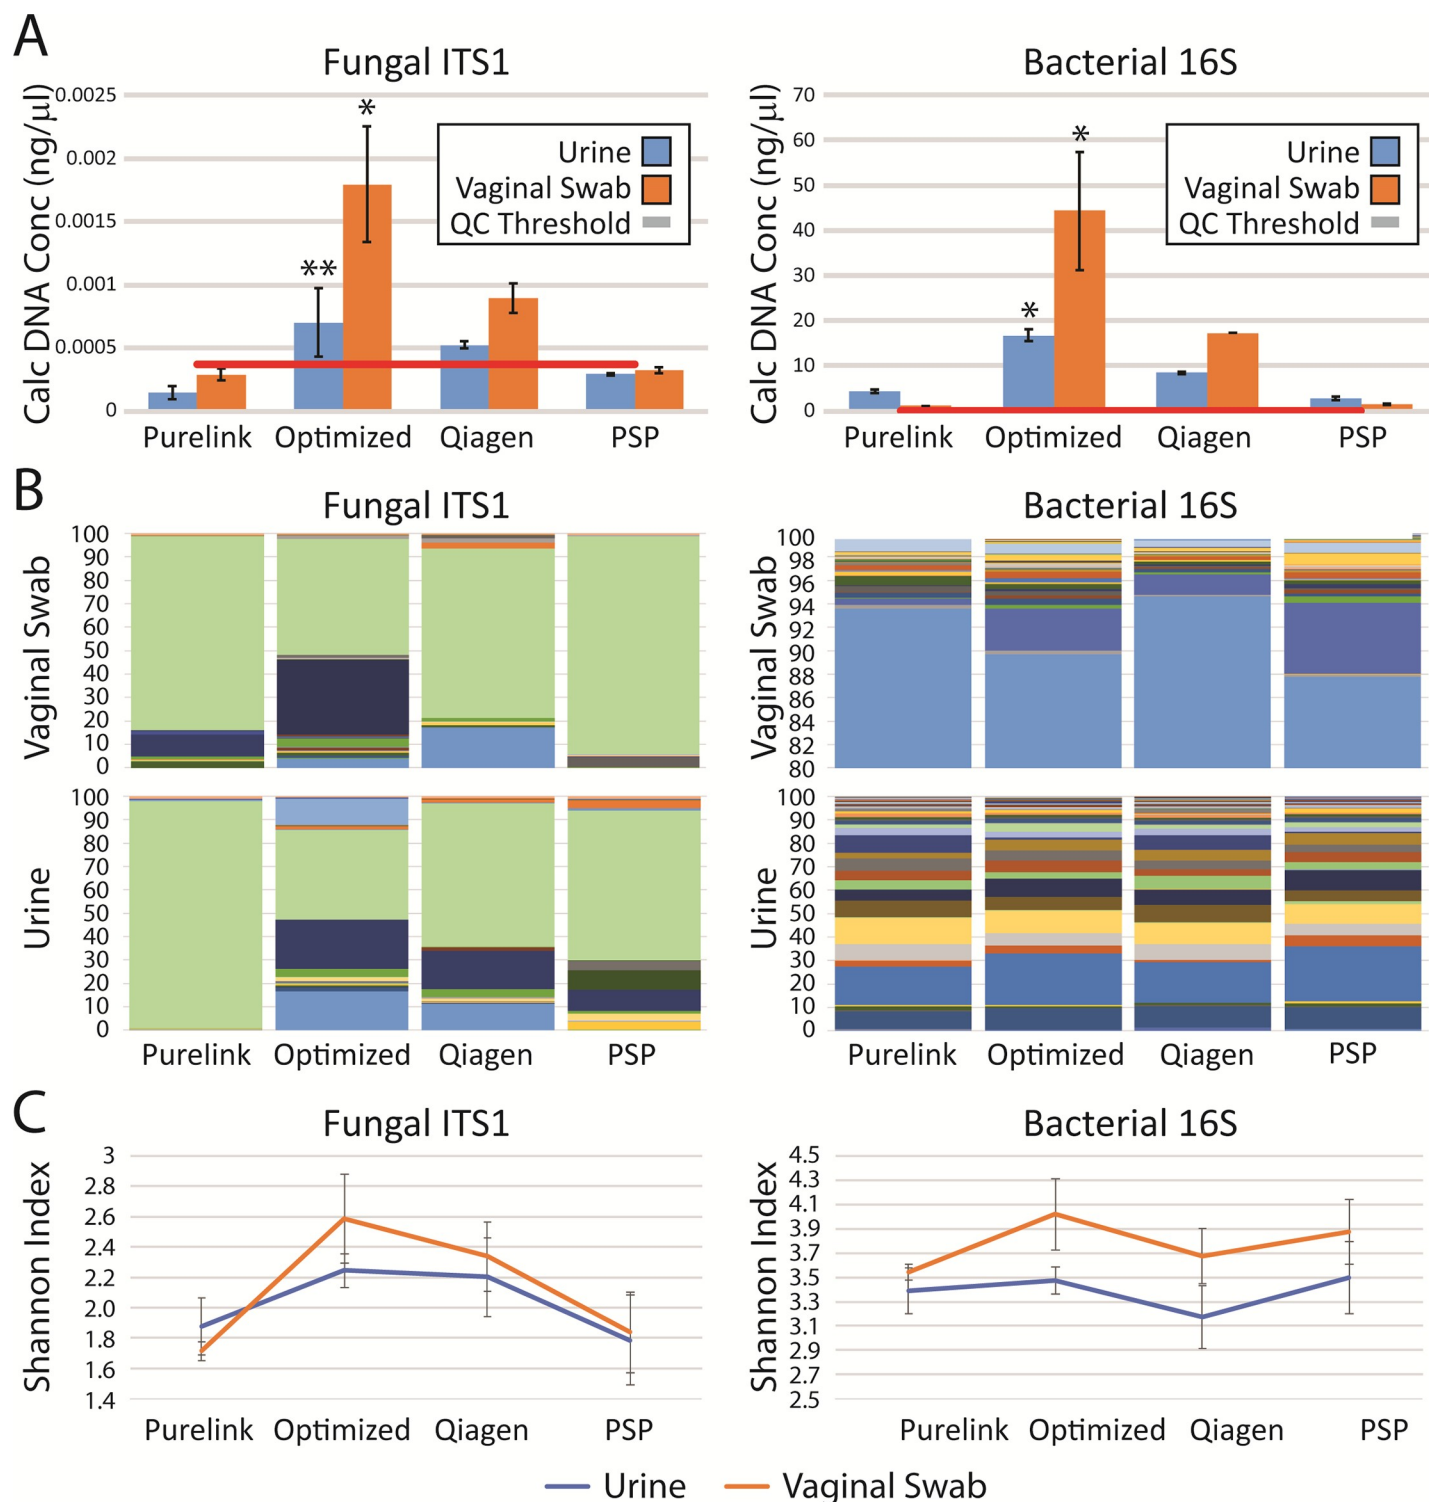 A
Fungal ITS1
Bacterial 16S
Calc DNA Conc (ng/µl)
0.0025
0.002
0.0015
0.001
0.0005
0
*
**
Urine
Vaginal Swab
QC Threshold
Purelink Optimized Qiagen PSP
Calc DNA Conc (ng/µl)
70
60
50
40
30
20
10
0
*
*
Urine
Vaginal Swab
QC Threshold
Purelink Optimized Qiagen PSP
B
Fungal ITS1
Bacterial 16S
Vaginal Swab
100
90
80
70
60
50
40
30
20
10
0
Vaginal Swab
100
98
96
94
92
90
88
86
84
82
80
Urine
100
90
80
70
60
50
40
30
20
10
0
Purelink Optimized Qiagen PSP
Urine
100
90
80
70
60
50
40
30
20
10
0
Purelink Optimized Qiagen PSP
C
Fungal ITS1
Bacterial 16S
Shannon Index
3
2.8
2.6
2.4
2.2
2.0
1.8
1.6
1.4
Purelink Optimized Qiagen PSP
Shannon Index
4.5
4.3
4.1
3.9
3.7
3.5
3.3
3.1
2.9
2.7
2.5
Purelink Optimized Qiagen PSP
Urine Vaginal Swab